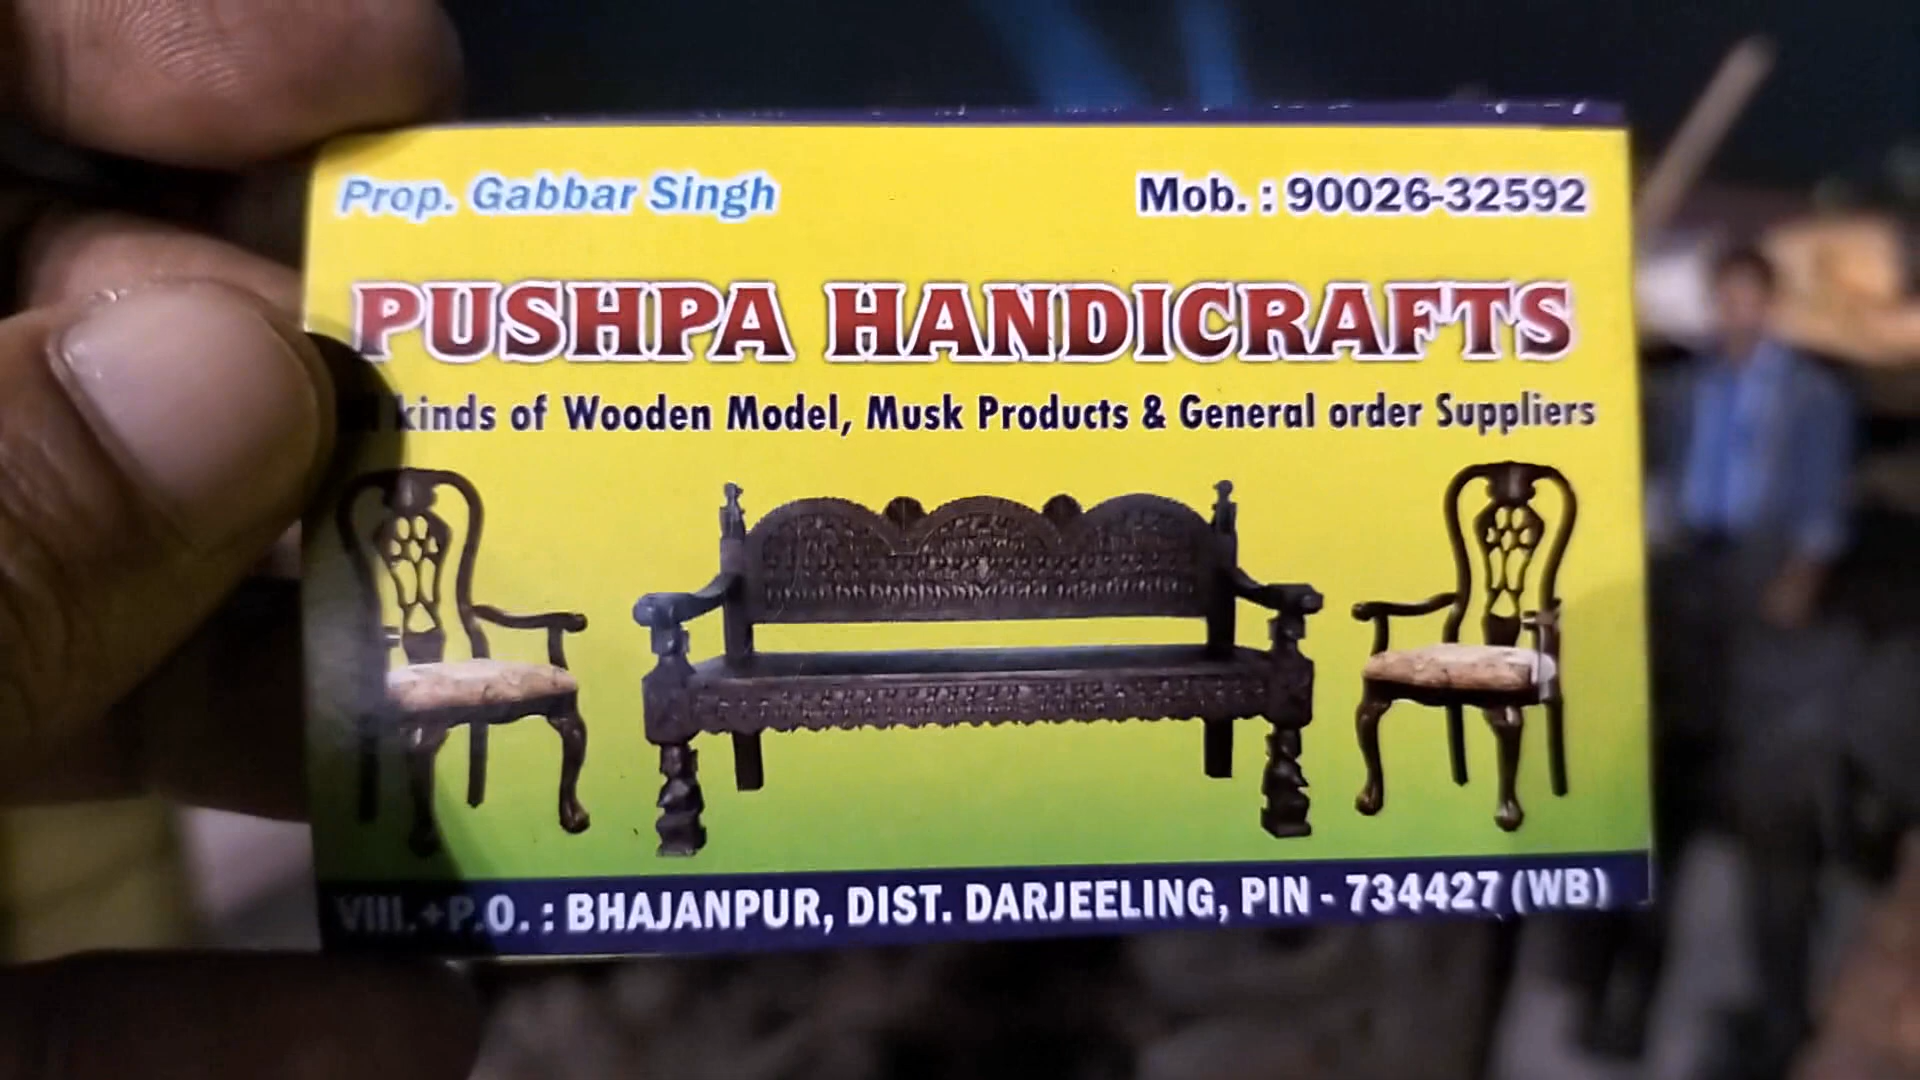 Prop. Gabbar Singh
Mob. : 90026-32592
PUSHPA HANDICRAFTS
kinds of Wooden Model, Musk Products & General order Suppliers
Vill.+P.O. : BHAJANPUR, DIST. DARJEELING, PIN - 734427 (WB)